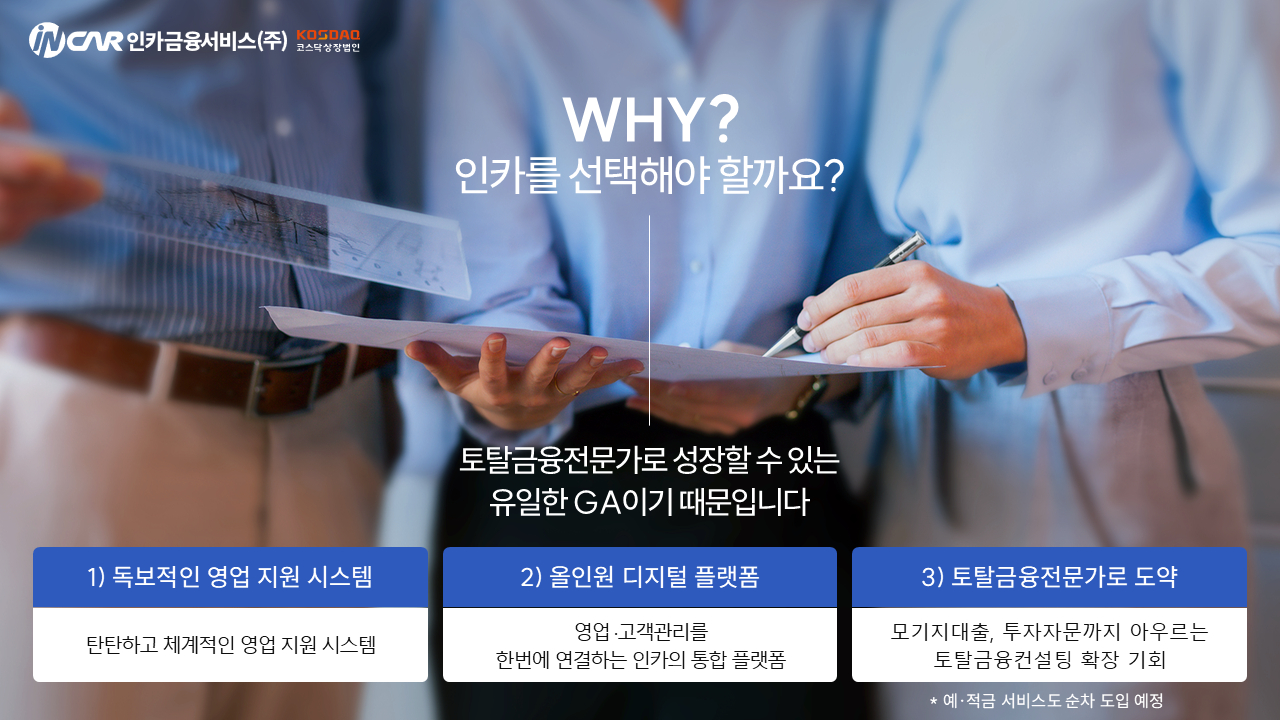 iN CAR 인카금융서비스(주) KOSDAQ
코스닥상장법인
WHY?
인카를 선택해야 할까요?
토탈금융전문가로 성장할 수 있는
유일한 GA이기 때문입니다
1) 독보적인 영업 지원 시스템
탄탄하고 체계적인 영업 지원 시스템
2) 올인원 디지털 플랫폼
영업·고객관리를
한번에 연결하는 인카의 통합 플랫폼
3) 토탈금융전문가로 도약
모기지대출, 투자자문까지 아우르는
토탈금융컨설팅 확장 기회
* 예·적금 서비스도 순차 도입 예정